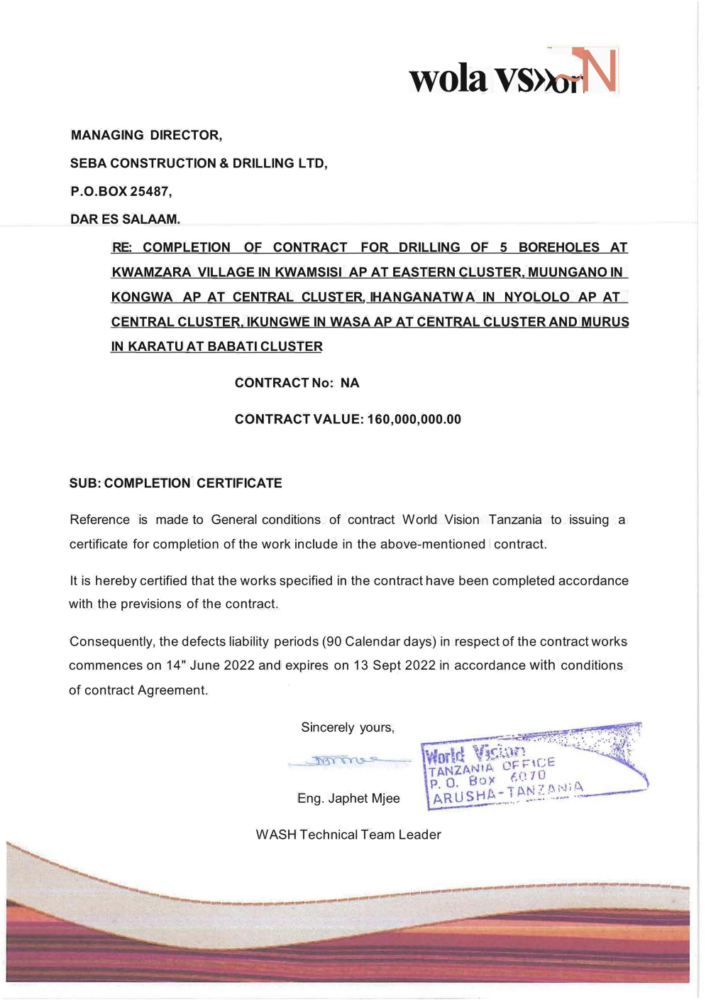 wola vs»on N
MANAGING DIRECTOR,
SEBA CONSTRUCTION & DRILLING LTD,
P.O.BOX 25487,
DAR ES SALAAM.
RE: COMPLETION OF CONTRACT FOR DRILLING OF 5 BOREHOLES AT
KWAMZARA VILLAGE IN KWAMSISI AP AT EASTERN CLUSTER, MUUNGANO IN
KONGWA AP AT CENTRAL CLUSTER, IHANGANATWA IN NYOLOLO AP AT
CENTRAL CLUSTER, IKUNGWE IN WASA AP AT CENTRAL CLUSTER AND MURUS
IN KARATU AT BABATI CLUSTER
CONTRACT No: NA
CONTRACT VALUE: 160,000,000.00
SUB: COMPLETION CERTIFICATE
Reference is made to General conditions of contract World Vision Tanzania to issuing a
certificate for completion of the work include in the above-mentioned contract.
It is hereby certified that the works specified in the contract have been completed accordance
with the previsions of the contract.
Consequently, the defects liability periods (90 Calendar days) in respect of the contract works
commences on 14" June 2022 and expires on 13 Sept 2022 in accordance with conditions
of contract Agreement.
Sincerely yours,
World Vision
TANZANIA OFFICE
P. O. Box 6070
ARUSHA-TANZANIA
Eng. Japhet Mjee
WASH Technical Team Leader